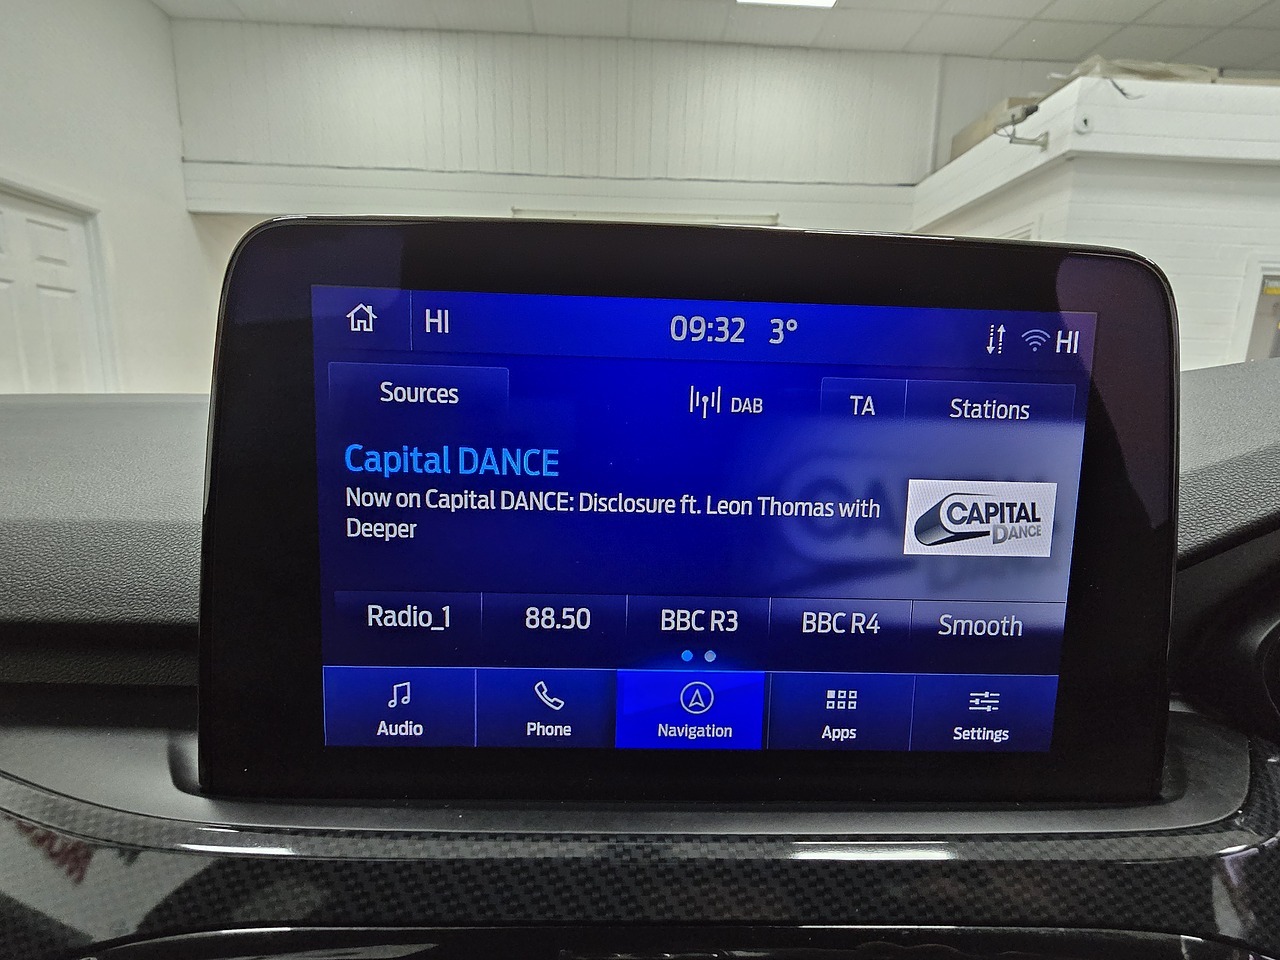 HI 09:32 3° HI
Sources DAB TA Stations
Capital DANCE
Now on Capital DANCE: Disclosure ft. Leon Thomas with
Deeper
CAPITAL
DANCE
Radio_1 88.50 BBC R3 BBC R4 Smooth
Audio Phone Navigation Apps Settings